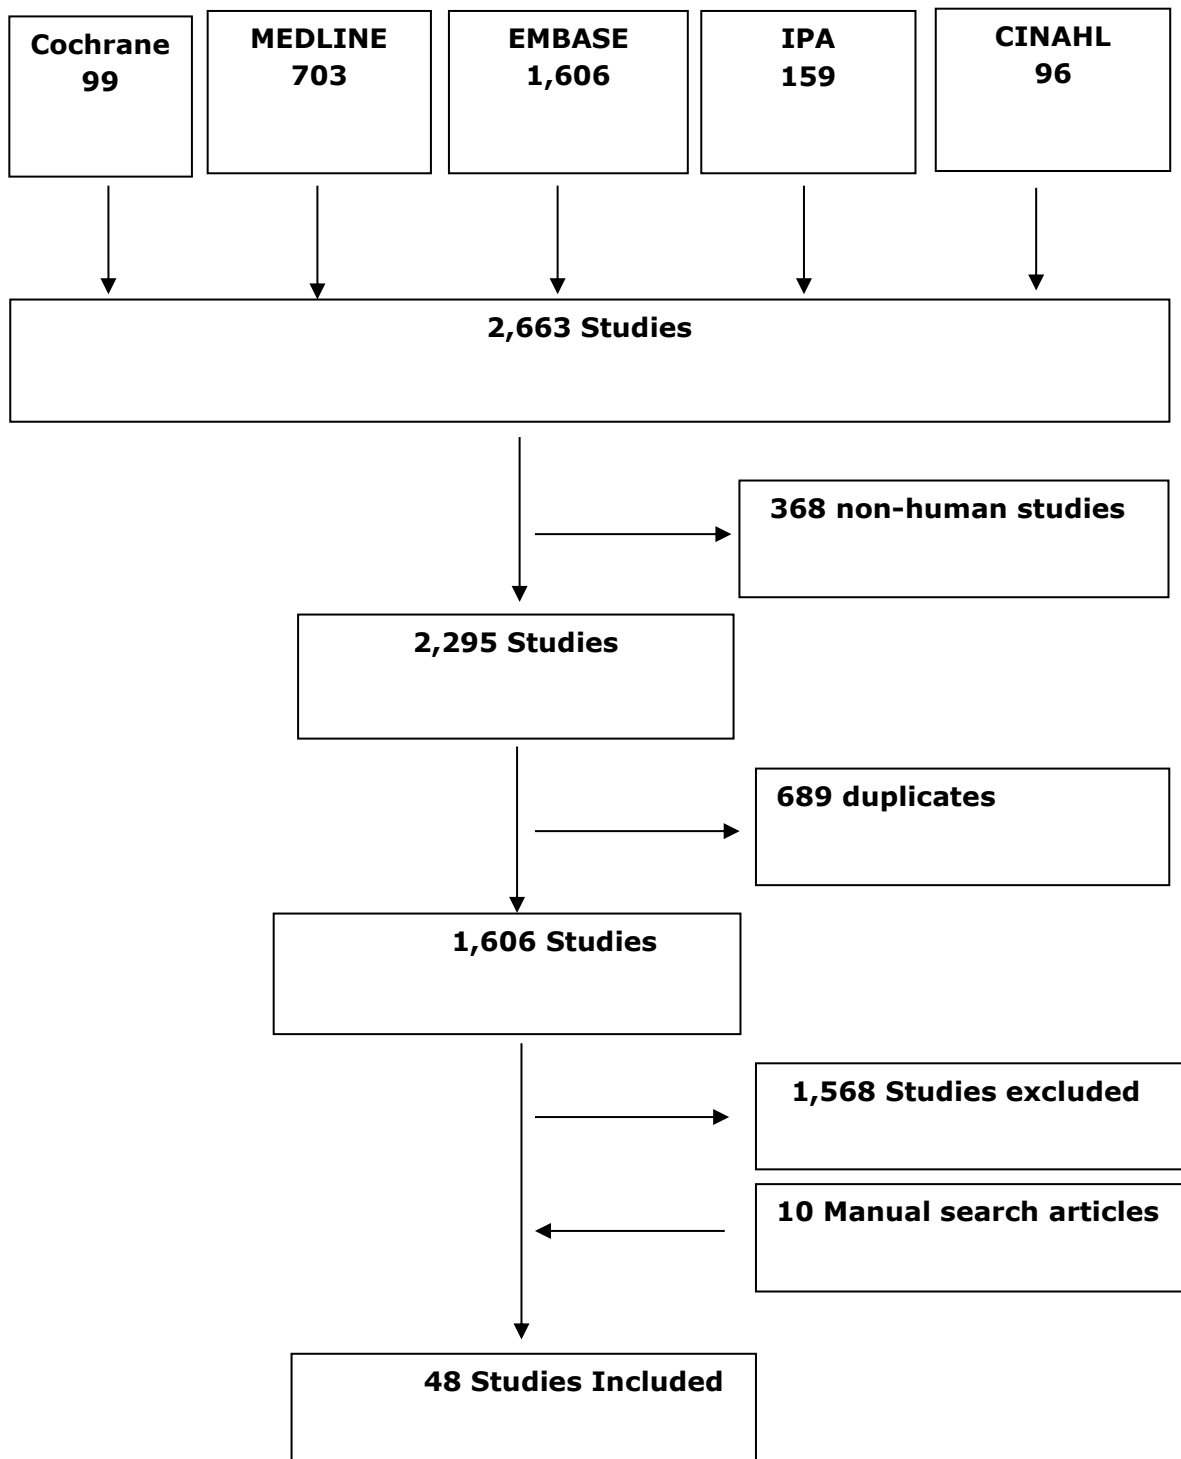 Cochrane
99
MEDLINE
703
EMBASE
1,606
IPA
159
CINAHL
96
2,663 Studies
368 non-human studies
2,295 Studies
689 duplicates
1,606 Studies
1,568 Studies excluded
10 Manual search articles
48 Studies Included